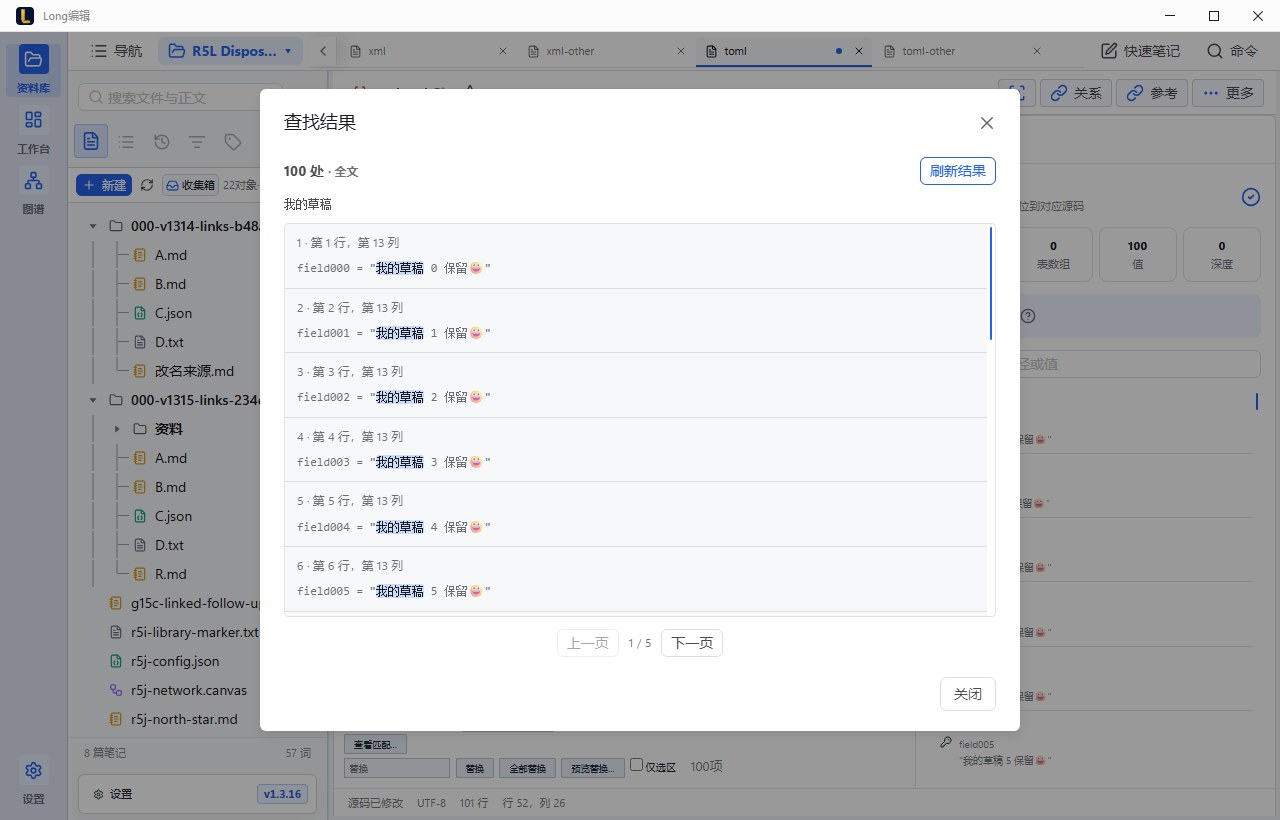 Long编辑
导航
R5L Dispos...
xml
xml-other
toml
toml-other
快速笔记
命令
资料库
工作台
图谱
设置
搜索文件与正文
关系
参考
更多
新建
收集箱
22对象
000-v1314-links-b48
A.md
B.md
C.json
D.txt
改名来源.md
000-v1315-links-234
资料
A.md
B.md
C.json
D.txt
R.md
g15c-linked-follow-u
r5i-library-marker.txt
r5j-config.json
r5j-network.canvas
r5j-north-star.md
8 篇笔记
57 词
设置
v1.3.16
查找结果
100 处 · 全文
刷新结果
我的草稿
1 · 第 1 行，第 13 列
field000 = "我的草稿 0 保留😀"
2 · 第 2 行，第 13 列
field001 = "我的草稿 1 保留😀"
3 · 第 3 行，第 13 列
field002 = "我的草稿 2 保留😀"
4 · 第 4 行，第 13 列
field003 = "我的草稿 3 保留😀"
5 · 第 5 行，第 13 列
field004 = "我的草稿 4 保留😀"
6 · 第 6 行，第 13 列
field005 = "我的草稿 5 保留😀"
上一页
1 / 5
下一页
关闭
位到对应源码
0
表数组
100
值
0
深度
径或值
保留😀"
保留😀"
保留😀"
保留😀"
保留😀"
field005
"我的草稿 5 保留😀"
查看匹配...
替换
替换
全部替换
预览替换...
仅选区
100项
源码已修改
UTF-8
101 行
行 52，列 26